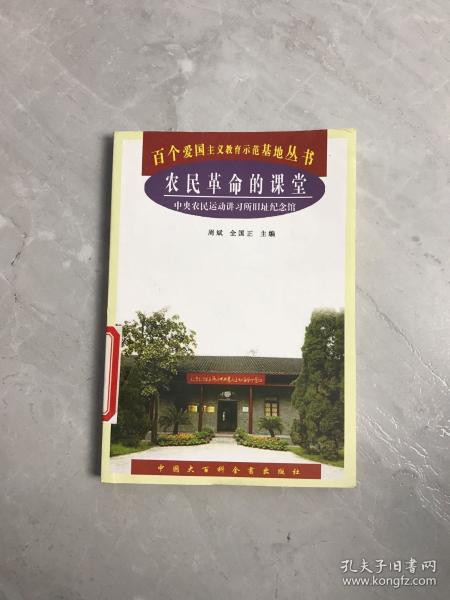 百个爱国主义教育示范基地丛书
农民革命的课堂
中央农民运动讲习所旧址纪念馆
周斌 全国正 主编
中国大百科全书出版社
孔夫子旧书网
www.kongfz.com